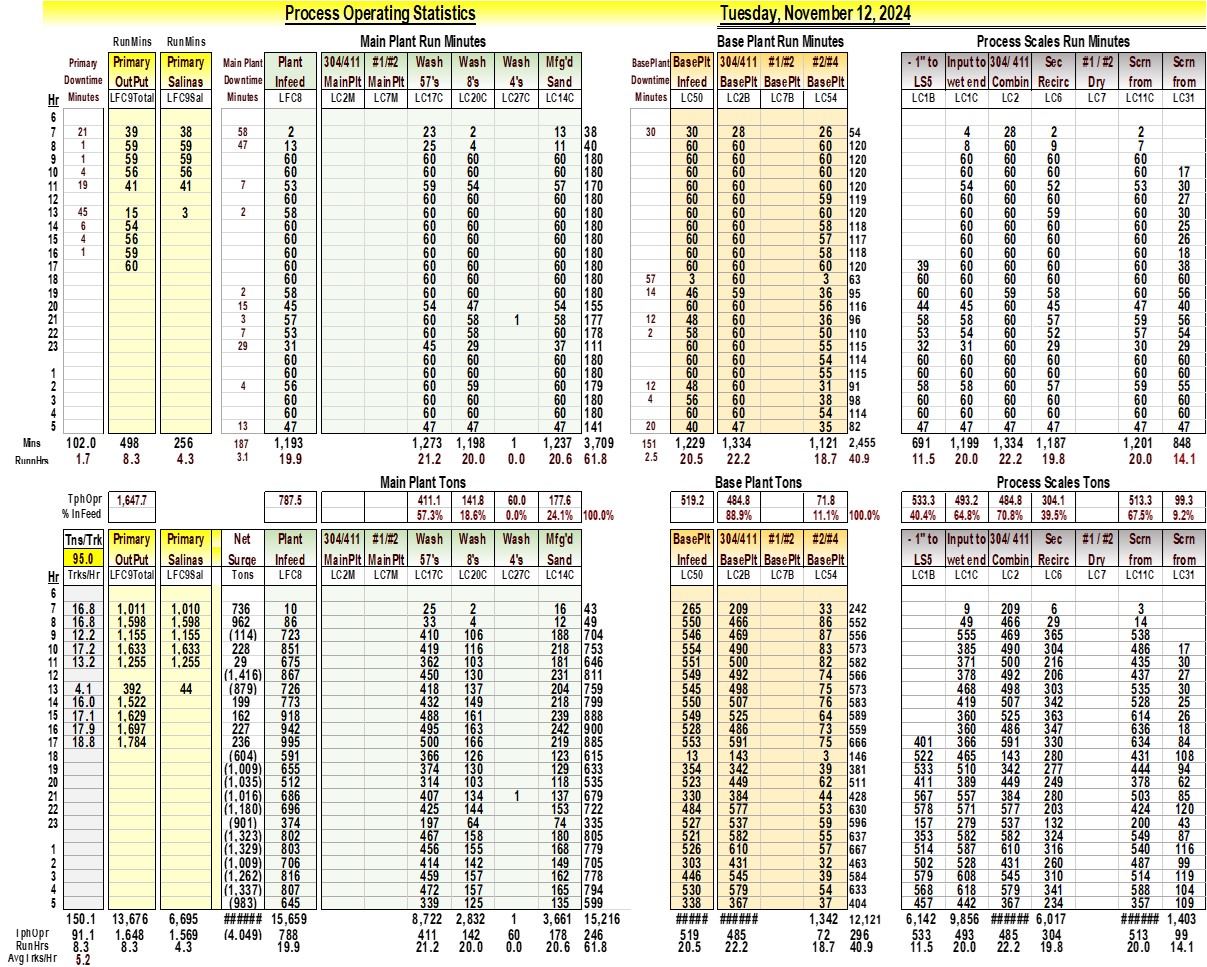 Process Operating Statistics Tuesday, November 12, 2024
RunMins RunMins Main Plant Run Minutes Base Plant Run Minutes Process Scales Run Minutes
Primary Primary Primary Main Plant Plant 304/411 #1/#2 Wash Wash Wash Mfg'd BasePlant BasePlt 304/411 #1/#2 #2/#4 - 1" to Input to 304/ 411 Sec #1 / #2 Scrn Scrn
Downtime OutPut Salinas Downtime Infeed MainPlt MainPlt 57's 8's 4's Sand Downtime Infeed BasePlt BasePlt BasePlt LS5 wet end Combin Recirc Dry from from
Hr Minutes LFC9Total LFC9Sal Minutes LFC8 LC2M LC7M LC17C LC20C LC27C LC14C Minutes LC50 LC2B LC7B LC54 LC1B LC1C LC2 LC6 LC7 LC11C LC31
6
7 21 39 38 58 2 23 2 13 38 30 30 28 26 54 4 28 2 2
8 1 59 59 47 13 25 4 11 40 60 60 60 120 8 60 9 7
9 1 59 59 60 60 60 60 180 60 60 60 120 60 60 60 60
10 4 56 56 60 60 60 60 180 60 60 60 120 60 60 60 60 17
11 19 41 41 7 53 59 54 57 170 60 60 60 120 54 60 52 53 30
12 60 60 60 60 180 60 60 59 119 60 60 60 60 27
13 45 15 3 2 58 60 60 60 180 60 60 60 120 60 60 59 60 30
14 6 54 60 60 60 60 180 60 60 58 118 60 60 60 60 25
15 4 56 60 60 60 60 180 60 60 57 117 60 60 60 60 26
16 1 59 60 60 60 60 180 60 60 58 118 60 60 60 60 18
17 60 60 60 60 60 180 60 60 60 120 39 60 60 60 60 38
18 60 60 60 60 180 57 3 60 3 63 60 60 60 60 60 60
19 2 58 60 60 60 180 14 46 59 36 95 60 60 59 58 60 56
20 15 45 54 47 54 155 60 60 56 116 44 45 60 45 47 40
21 3 57 60 58 1 58 177 12 48 60 36 96 58 58 60 57 59 56
22 7 53 60 58 60 178 2 58 60 50 110 53 54 60 52 57 54
23 29 31 45 29 37 111 60 60 55 115 32 31 60 29 30 29
60 60 60 60 180 60 60 54 114 60 60 60 60 60 60
1 60 60 60 60 180 60 60 55 115 60 60 60 60 60 60
2 4 56 60 59 60 179 12 48 60 31 91 58 58 60 57 59 55
3 60 60 60 60 180 4 56 60 38 98 60 60 60 60 60 60
4 60 60 60 60 180 60 60 54 114 60 60 60 60 60 60
5 13 47 47 47 47 141 20 40 47 35 82 47 47 47 47 47 47
Mins 102.0 498 256 187 1,193 1,273 1,198 1 1,237 3,709 151 1,229 1,334 1,121 2,455 691 1,199 1,334 1,187 1,201 848
RunnHrs 1.7 8.3 4.3 3.1 19.9 21.2 20.0 0.0 20.6 61.8 2.5 20.5 22.2 18.7 40.9 11.5 20.0 22.2 19.8 20.0 14.1
Main Plant Tons Base Plant Tons Process Scales Tons
TphOpr 1,647.7 787.5 411.1 141.8 60.0 177.6 519.2 484.8 71.8 533.3 493.2 484.8 304.1 513.3 99.3
% InFeed 57.3% 18.6% 0.0% 24.1% 100.0% 88.9% 11.1% 100.0% 40.4% 64.8% 70.8% 39.5% 67.5% 9.2%
Tns/Trk Primary Primary Net Plant 304/411 #1/#2 Wash Wash Wash Mfg'd BasePlt 304/411 #1/#2 #2/#4 - 1" to Input to 304/ 411 Sec #1 / #2 Scrn Scrn
95.0 OutPut Salinas Surge Infeed MainPlt MainPlt 57's 8's 4's Sand Infeed BasePlt BasePlt BasePlt LS5 wet end Combin Recirc Dry from from
Hr Trks/Hr LFC9Total LFC9Sal Tons LFC8 LC2M LC7M LC17C LC20C LC27C LC14C LC50 LC2B LC7B LC54 LC1B LC1C LC2 LC6 LC7 LC11C LC31
6
7 16.8 1,011 1,010 736 10 25 2 16 43 265 209 33 242 9 209 6 3
8 16.8 1,598 1,598 962 86 33 4 12 49 550 466 86 552 49 466 29 14
9 12.2 1,155 1,155 (114) 723 410 106 188 704 546 469 87 556 555 469 365 538
10 17.2 1,633 1,633 228 851 419 116 218 753 554 490 83 573 385 490 304 486 17
11 13.2 1,255 1,255 29 675 362 103 181 646 551 500 82 582 371 500 216 435 30
12 (1,416) 867 450 130 231 811 549 492 74 566 378 492 206 437 27
13 4.1 392 44 (879) 726 418 137 204 759 545 498 75 573 468 498 303 535 30
14 16.0 1,522 199 773 432 149 218 799 550 507 76 583 419 507 342 528 25
15 17.1 1,629 162 918 488 161 239 888 549 525 64 589 360 525 363 614 26
16 17.9 1,697 227 942 495 163 242 900 528 486 73 559 360 486 347 636 18
17 18.8 1,784 236 995 500 166 219 885 553 591 75 666 401 366 591 330 634 84
18 (604) 591 366 126 123 615 13 143 3 146 522 465 143 280 431 108
19 (1,009) 655 374 130 129 633 354 342 39 381 533 510 342 277 444 94
20 (1,035) 512 314 103 118 535 523 449 62 511 411 389 449 249 378 62
21 (1,016) 686 407 134 1 137 679 330 384 44 428 567 557 384 280 503 85
22 (1,180) 696 425 144 153 722 484 577 53 630 578 571 577 203 424 120
23 (901) 374 197 64 74 335 527 537 59 596 157 279 537 132 200 43
(1,323) 802 467 158 180 805 521 582 55 637 353 582 582 324 549 87
1 (1,329) 803 456 155 168 779 526 610 57 667 514 587 610 316 540 116
2 (1,009) 706 414 142 149 705 303 431 32 463 502 528 431 260 487 99
3 (1,262) 816 459 157 162 778 446 545 39 584 579 608 545 310 514 119
4 (1,337) 807 472 157 165 794 530 579 54 633 568 618 579 341 588 104
5 (983) 645 339 125 135 599 338 367 37 404 457 442 367 234 357 109
150.1 13,676 6,695 ###### 15,659 8,722 2,832 1 3,661 15,216 ##### ###### 1,342 12,121 6,142 9,856 ###### 6,017 ###### 1,403
TphOpr 91.1 1,648 1,569 (4,049) 788 411 142 60 178 246 519 485 72 296 533 493 485 304 513 99
RunHrs 8.3 8.3 4.3 19.9 21.2 20.0 0.0 20.6 61.8 20.5 22.2 18.7 40.9 11.5 20.0 22.2 19.8 20.0 14.1
AvgTrks/Hr 5.2